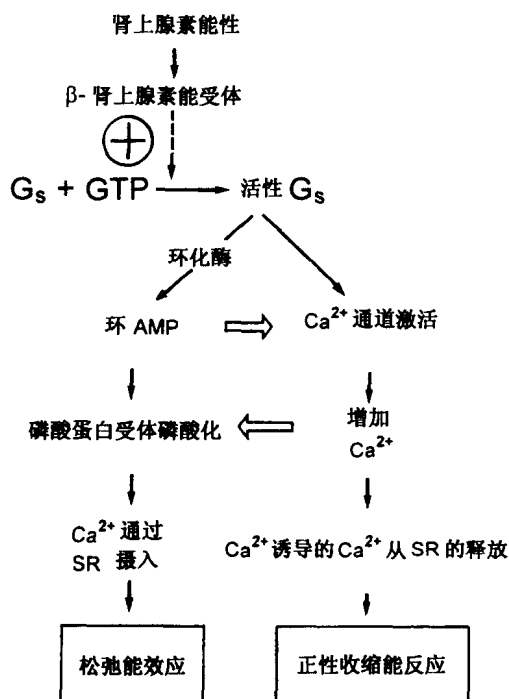 肾上腺素能性
β-肾上腺素能受体
+
Gs + GTP 活性 Gs
环化酶
环 AMP Ca²⁺ 通道激活
磷酸蛋白受体磷酸化 增加
Ca²⁺
Ca²⁺ 通过
SR 摄入
Ca²⁺ 诱导的 Ca²⁺ 从 SR 的释放
松弛能效应 正性收缩能反应